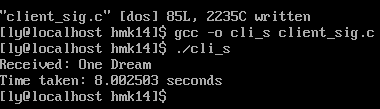 "client_sig.c" [dos] 85L, 2235C written
[ly@localhost hmk14]$ gcc -o cli_s client_sig.c
[ly@localhost hmk14]$ ./cli_s
Received: One Dream
Time taken: 8.002503 seconds
[ly@localhost hmk14]$